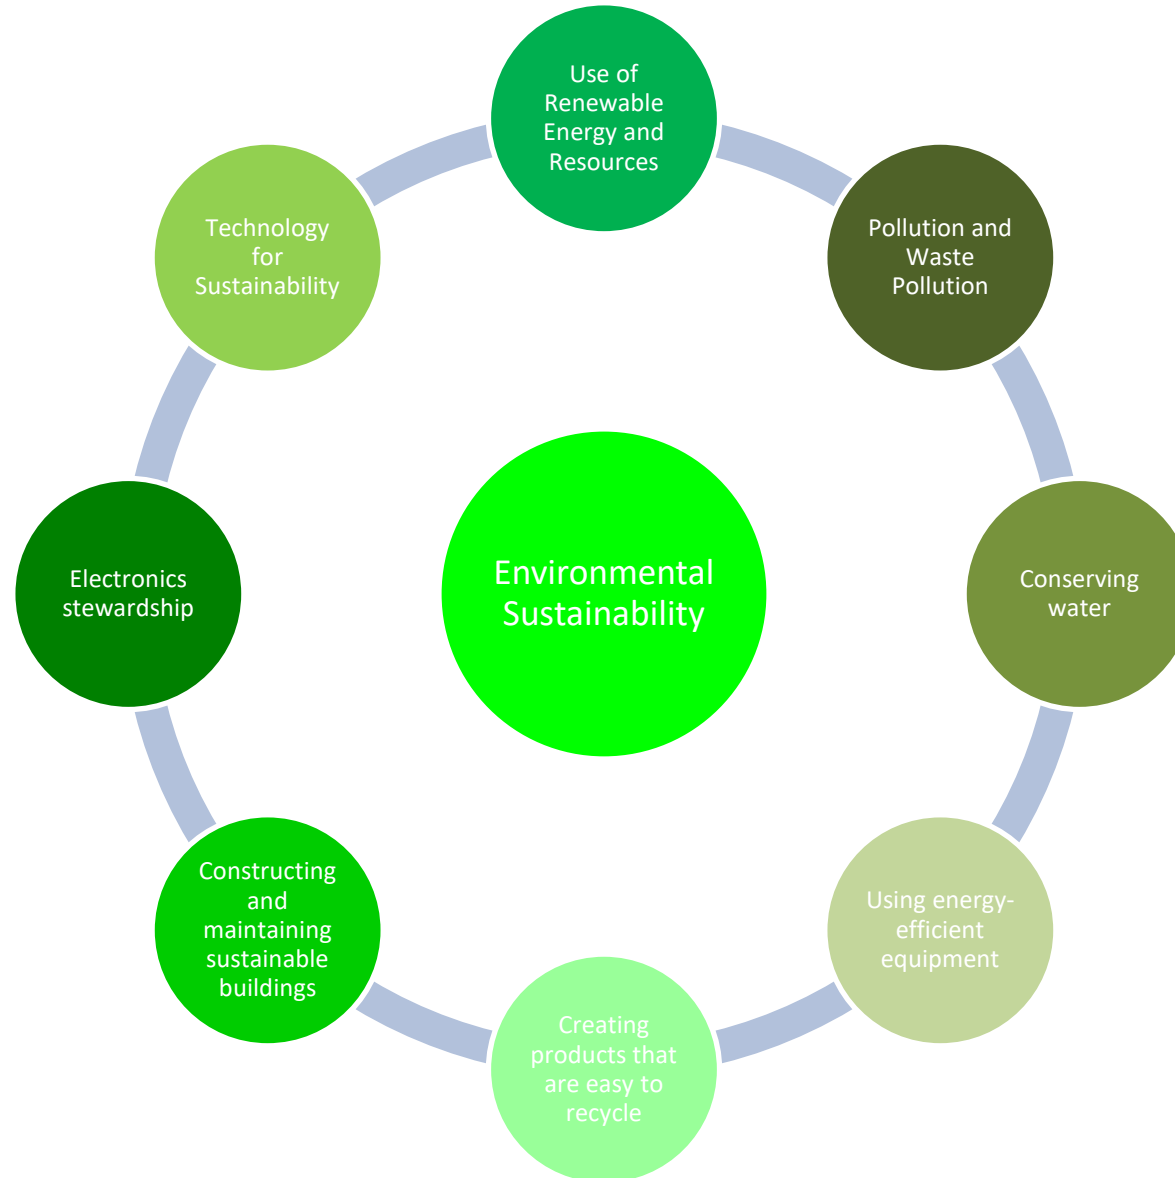 Use of
Renewable
Energy and
Resources
Pollution and
Waste
Pollution
Conserving
water
Using energy-
efficient
equipment
Creating
products that
are easy to
recycle
Constructing
and
maintaining
sustainable
buildings
Electronics
stewardship
Technology
for
Sustainability
Environmental
Sustainability